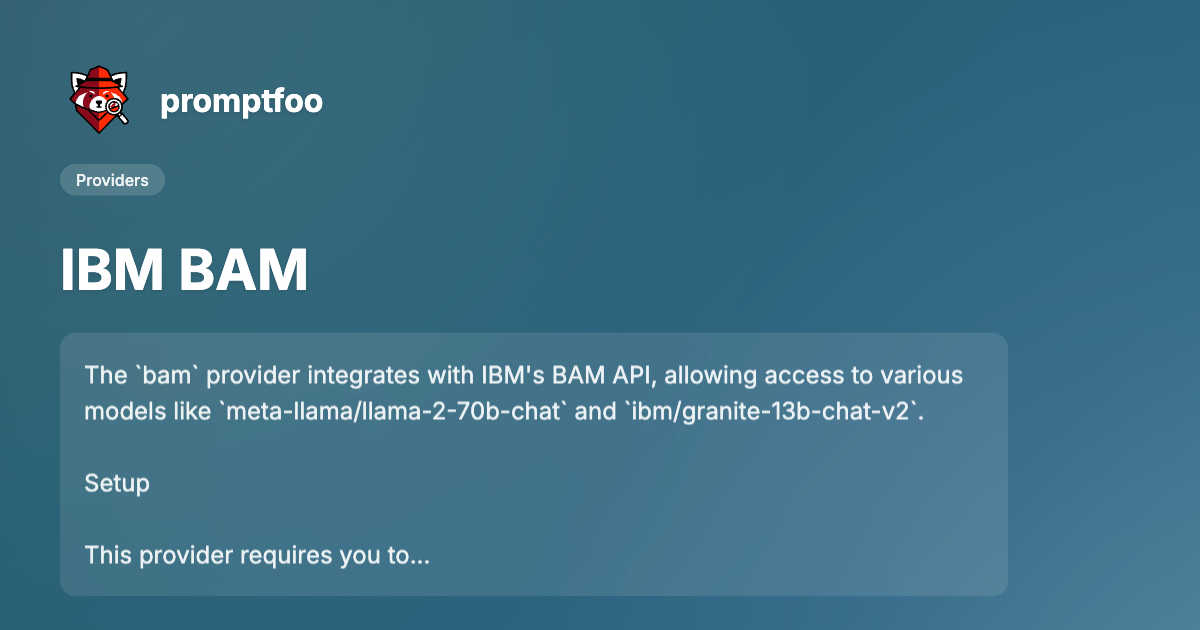 promptfoo
Providers
IBM BAM
The `bam` provider integrates with IBM's BAM API, allowing access to various
models like `meta-llama/llama-2-70b-chat` and `ibm/granite-13b-chat-v2`.
Setup
This provider requires you to...